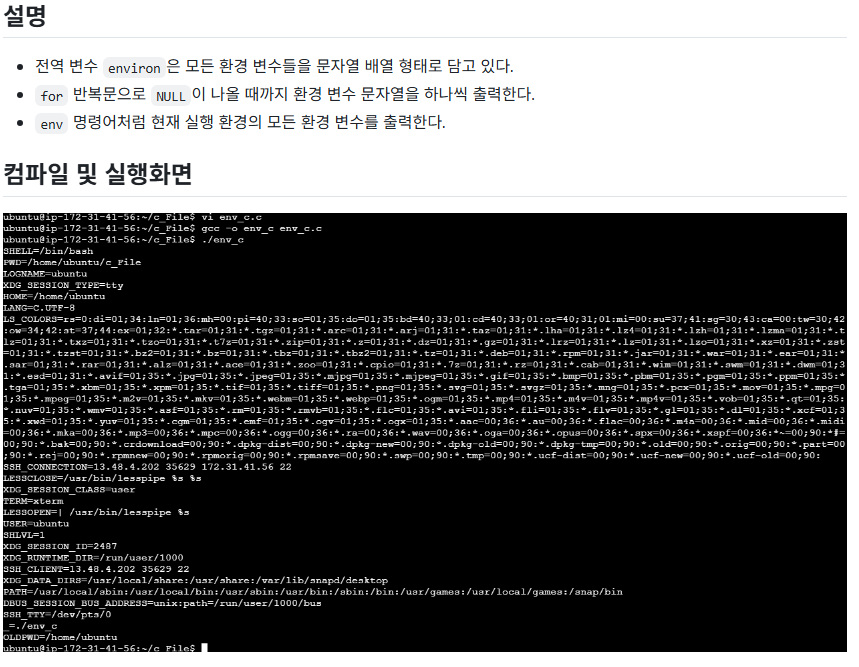 설명
전역 변수 environ 은 모든 환경 변수들을 문자열 배열 형태로 담고 있다.
for 반복문으로 NULL 이 나올 때까지 환경 변수 문자열을 하나씩 출력한다.
env 명령어처럼 현재 실행 환경의 모든 환경 변수를 출력한다.
컴파일 및 실행화면
ubuntu@ip-172-31-41-56:~/c_File$ vi env_c.c
ubuntu@ip-172-31-41-56:~/c_File$ gcc -o env_c env_c.c
ubuntu@ip-172-31-41-56:~/c_File$ ./env_c
SHELL=/bin/bash
PWD=/home/ubuntu/c_File
LOGNAME=ubuntu
XDG_SESSION_TYPE=tty
HOME=/home/ubuntu
LANG=C.UTF-8
LS_COLORS=rs=0:di=01;34:ln=01;36:mh=00:pi=40;33:so=01;35:do=01;35:bd=40;33;01:cd=40;33;01:or=40;31;01:mi=00:su=37;41:sg=30;43:ca=00:tw=30;42
:ow=34;42:st=37;44:ex=01;32:*.tar=01;31:*.tgz=01;31:*.arc=01;31:*.arj=01;31:*.taz=01;31:*.lha=01;31:*.lz4=01;31:*.lzh=01;31:*.lzma=01;31:*.t
lz=01;31:*.txz=01;31:*.tzo=01;31:*.t7z=01;31:*.zip=01;31:*.z=01;31:*.dz=01;31:*.gz=01;31:*.lrz=01;31:*.lz=01;31:*.lzo=01;31:*.xz=01;31:*.zst
=01;31:*.tzst=01;31:*.bz2=01;31:*.bz=01;31:*.tbz=01;31:*.tbz2=01;31:*.tz=01;31:*.deb=01;31:*.rpm=01;31:*.jar=01;31:*.war=01;31:*.ear=01;31:*
.sar=01;31:*.rar=01;31:*.alz=01;31:*.ace=01;31:*.zoo=01;31:*.cpio=01;31:*.7z=01;31:*.rz=01;31:*.cab=01;31:*.wim=01;31:*.swm=01;31:*.dwm=01;3
1:*.esd=01;31:*.avif=01;35:*.jpg=01;35:*.jpeg=01;35:*.mjpg=01;35:*.mjpeg=01;35:*.gif=01;35:*.bmp=01;35:*.pbm=01;35:*.pgm=01;35:*.ppm=01;35:*
.tga=01;35:*.xbm=01;35:*.xpm=01;35:*.tif=01;35:*.tiff=01;35:*.png=01;35:*.svg=01;35:*.svgz=01;35:*.mng=01;35:*.pcx=01;35:*.mov=01;35:*.mpg=0
1;35:*.mpeg=01;35:*.m2v=01;35:*.mkv=01;35:*.webm=01;35:*.webp=01;35:*.ogm=01;35:*.mp4=01;35:*.m4v=01;35:*.mp4v=01;35:*.vob=01;35:*.qt=01;35:
*.nuv=01;35:*.wmv=01;35:*.asf=01;35:*.rm=01;35:*.rmvb=01;35:*.flc=01;35:*.avi=01;35:*.fli=01;35:*.flv=01;35:*.gl=01;35:*.dl=01;35:*.xcf=01;3
5:*.xwd=01;35:*.yuv=01;35:*.cgm=01;35:*.emf=01;35:*.ogv=01;35:*.ogx=01;35:*.aac=00;36:*.au=00;36:*.flac=00;36:*.m4a=00;36:*.mid=00;36:*.midi
=00;36:*.mka=00;36:*.mp3=00;36:*.mpc=00;36:*.ogg=00;36:*.ra=00;36:*.wav=00;36:*.oga=00;36:*.opus=00;36:*.spx=00;36:*.xspf=00;36:*~=00;90:*#=
00;90:*.bak=00;90:*.crdownload=00;90:*.dpkg-dist=00;90:*.dpkg-new=00;90:*.dpkg-old=00;90:*.dpkg-tmp=00;90:*.old=00;90:*.orig=00;90:*.part=00
;90:*.rej=00;90:*.rpmnew=00;90:*.rpmorig=00;90:*.rpmsave=00;90:*.swp=00;90:*.tmp=00;90:*.ucf-dist=00;90:*.ucf-new=00;90:*.ucf-old=00;90:
SSH_CONNECTION=13.48.4.202 35629 172.31.41.56 22
LESSCLOSE=/usr/bin/lesspipe %s %s
XDG_SESSION_CLASS=user
TERM=xterm
LESSOPEN=| /usr/bin/lesspipe %s
USER=ubuntu
SHLVL=1
XDG_SESSION_ID=2487
XDG_RUNTIME_DIR=/run/user/1000
SSH_CLIENT=13.48.4.202 35629 22
XDG_DATA_DIRS=/usr/local/share:/usr/share:/var/lib/snapd/desktop
PATH=/usr/local/sbin:/usr/local/bin:/usr/sbin:/usr/bin:/sbin:/bin:/usr/games:/usr/local/games:/snap/bin
DBUS_SESSION_BUS_ADDRESS=unix:path=/run/user/1000/bus
SSH_TTY=/dev/pts/0
_=./env_c
OLDPWD=/home/ubuntu
ubuntu@ip-172-31-41-56:~/c_File$